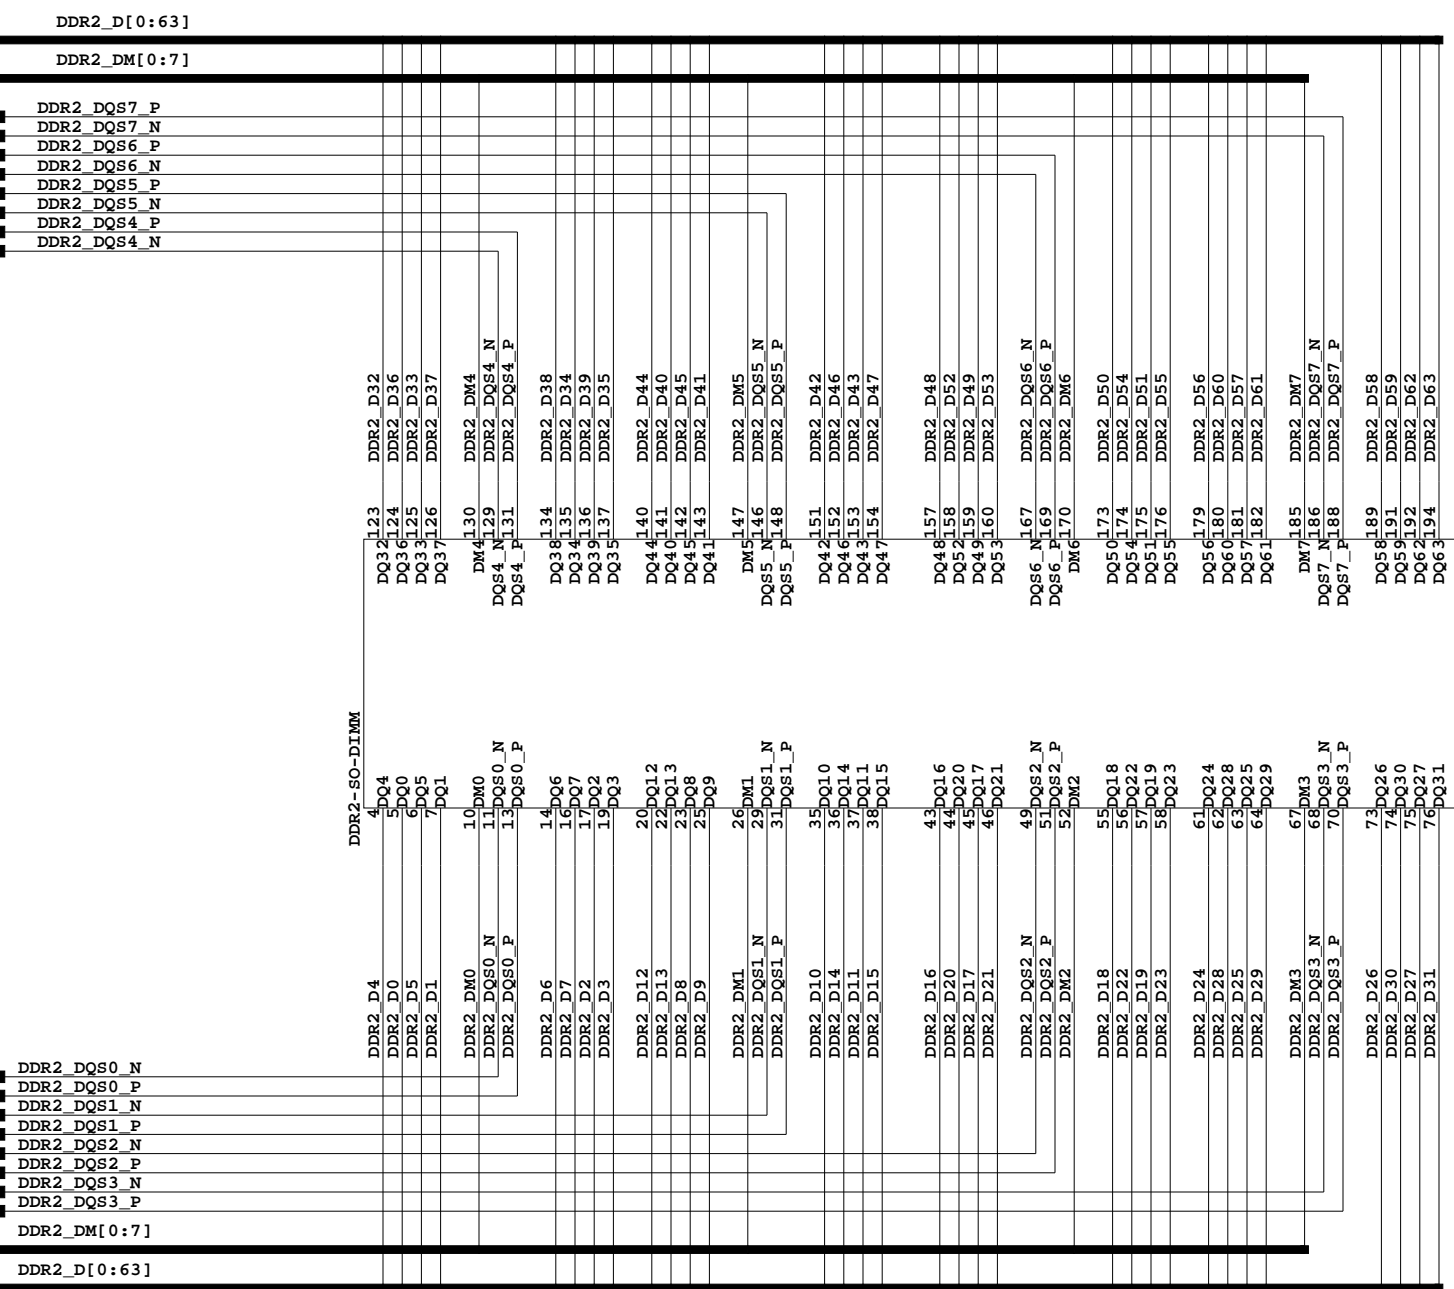 DDR2_D[0:63]
DDR2_DM[0:7]
DDR2_DQS7_P
DDR2_DQS7_N
DDR2_DQS6_P
DDR2_DQS6_N
DDR2_DQS5_P
DDR2_DQS5_N
DDR2_DQS4_P
DDR2_DQS4_N
DDR2_D32
DDR2_D36
DDR2_D33
DDR2_D37
DDR2_DM4
DDR2_DQS4_N
DDR2_DQS4_P
DDR2_D38
DDR2_D34
DDR2_D39
DDR2_D35
DDR2_D44
DDR2_D40
DDR2_D45
DDR2_D41
DDR2_DM5
DDR2_DQS5_N
DDR2_DQS5_P
DDR2_D42
DDR2_D46
DDR2_D43
DDR2_D47
DDR2_D48
DDR2_D52
DDR2_D49
DDR2_D53
DDR2_DQS6_N
DDR2_DQS6_P
DDR2_DM6
DDR2_D50
DDR2_D54
DDR2_D51
DDR2_D55
DDR2_D56
DDR2_D60
DDR2_D57
DDR2_D61
DDR2_DM7
DDR2_DQS7_N
DDR2_DQS7_P
DDR2_D58
DDR2_D59
DDR2_D62
DDR2_D63
123
124
125
126
130
129
131
134
135
136
137
140
141
142
143
147
146
148
151
152
153
154
157
158
159
160
167
169
170
173
174
175
176
179
180
181
182
185
186
188
189
191
192
194
DQ32
DQ36
DQ33
DQ37
DM4
DQS4_N
DQS4_P
DQ38
DQ34
DQ39
DQ35
DQ44
DQ40
DQ45
DQ41
DM5
DQS5_N
DQS5_P
DQ42
DQ46
DQ43
DQ47
DQ48
DQ52
DQ49
DQ53
DQS6_N
DQS6_P
DM6
DQ50
DQ54
DQ51
DQ55
DQ56
DQ60
DQ57
DQ61
DM7
DQS7_N
DQS7_P
DQ58
DQ59
DQ62
DQ63
DDR2-SO-DIMM
DQ4
DQ0
DQ5
DQ1
DM0
DQS0_N
DQS0_P
DQ6
DQ7
DQ2
DQ3
DQ12
DQ13
DQ8
DQ9
DM1
DQS1_N
DQS1_P
DQ10
DQ14
DQ11
DQ15
DQ16
DQ20
DQ17
DQ21
DQS2_N
DQS2_P
DM2
DQ18
DQ22
DQ19
DQ23
DQ24
DQ28
DQ25
DQ29
DM3
DQS3_N
DQS3_P
DQ26
DQ30
DQ27
DQ31
4
5
6
7
10
11
13
14
16
17
19
20
22
23
25
26
29
31
35
36
37
38
43
44
45
46
49
51
52
55
56
57
58
61
62
63
64
67
68
70
73
74
75
76
DDR2_D4
DDR2_D0
DDR2_D5
DDR2_D1
DDR2_DM0
DDR2_DQS0_N
DDR2_DQS0_P
DDR2_D6
DDR2_D7
DDR2_D2
DDR2_D3
DDR2_D12
DDR2_D13
DDR2_D8
DDR2_D9
DDR2_DM1
DDR2_DQS1_N
DDR2_DQS1_P
DDR2_D10
DDR2_D14
DDR2_D11
DDR2_D15
DDR2_D16
DDR2_D20
DDR2_D17
DDR2_D21
DDR2_DQS2_N
DDR2_DQS2_P
DDR2_DM2
DDR2_D18
DDR2_D22
DDR2_D19
DDR2_D23
DDR2_D24
DDR2_D28
DDR2_D25
DDR2_D29
DDR2_DM3
DDR2_DQS3_N
DDR2_DQS3_P
DDR2_D26
DDR2_D30
DDR2_D27
DDR2_D31
DDR2_DQS0_N
DDR2_DQS0_P
DDR2_DQS1_N
DDR2_DQS1_P
DDR2_DQS2_N
DDR2_DQS2_P
DDR2_DQS3_N
DDR2_DQS3_P
DDR2_DM[0:7]
DDR2_D[0:63]